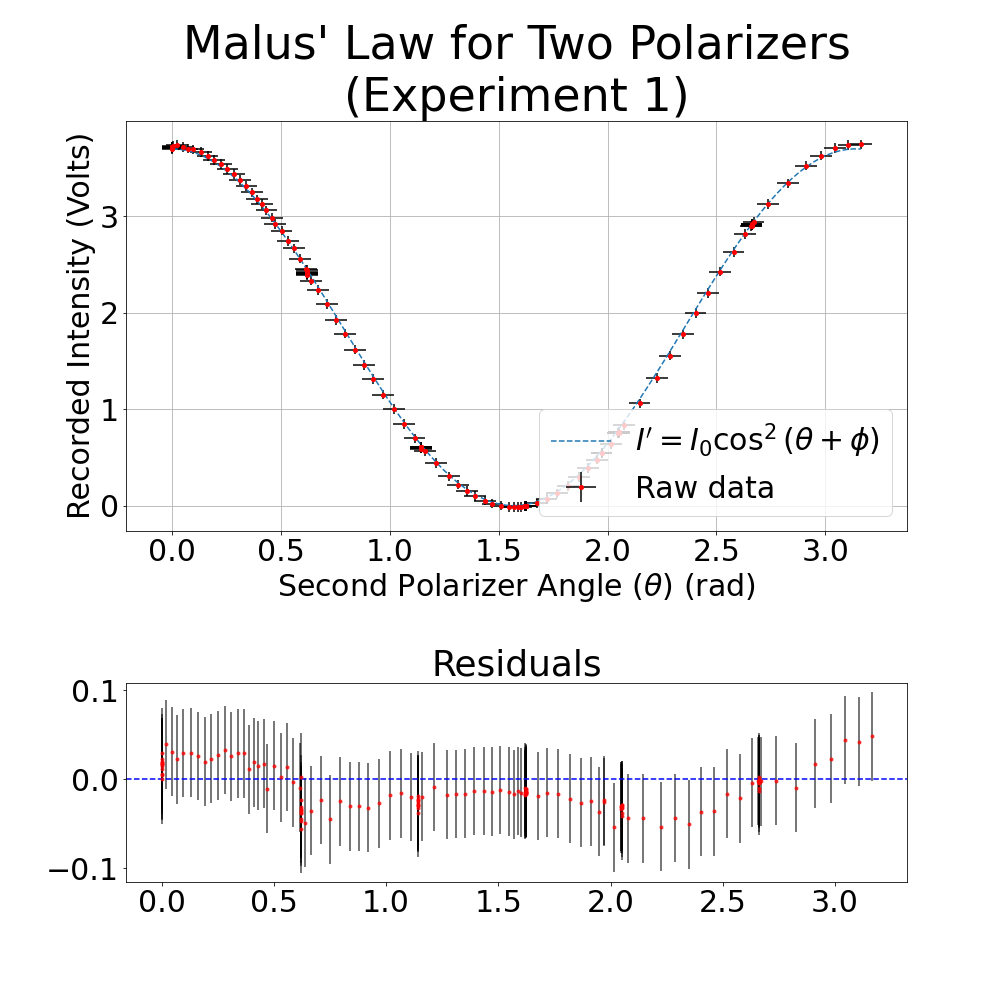 Malus' Law for Two Polarizers
(Experiment 1)
Recorded Intensity (Volts)
3
2
1
0
I′ = I₀cos² (θ + ϕ)
Raw data
0.0 0.5 1.0 1.5 2.0 2.5 3.0
Second Polarizer Angle (θ) (rad)
Residuals
0.1
0.0
−0.1
0.0 0.5 1.0 1.5 2.0 2.5 3.0